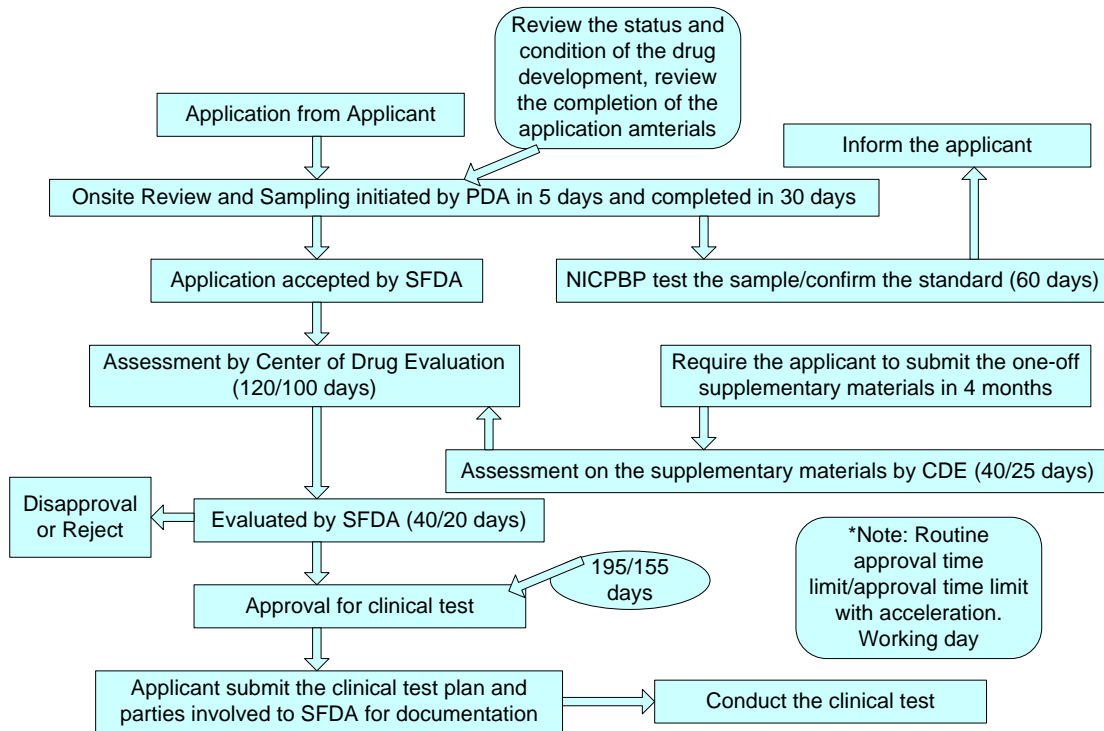 Review the status and
condition of the drug
development, review
the completion of the
application amterials
Application from Applicant
Inform the applicant
Onsite Review and Sampling initiated by PDA in 5 days and completed in 30 days
Application accepted by SFDA
NICPBP test the sample/confirm the standard (60 days)
Assessment by Center of Drug Evaluation
(120/100 days)
Require the applicant to submit the one-off
supplementary materials in 4 months
Assessment on the supplementary materials by CDE (40/25 days)
Disapproval
or Reject
Evaluated by SFDA (40/20 days)
*Note: Routine
approval time
limit/approval time limit
with acceleration.
Working day
195/155
days
Approval for clinical test
Applicant submit the clinical test plan and
parties involved to SFDA for documentation
Conduct the clinical test